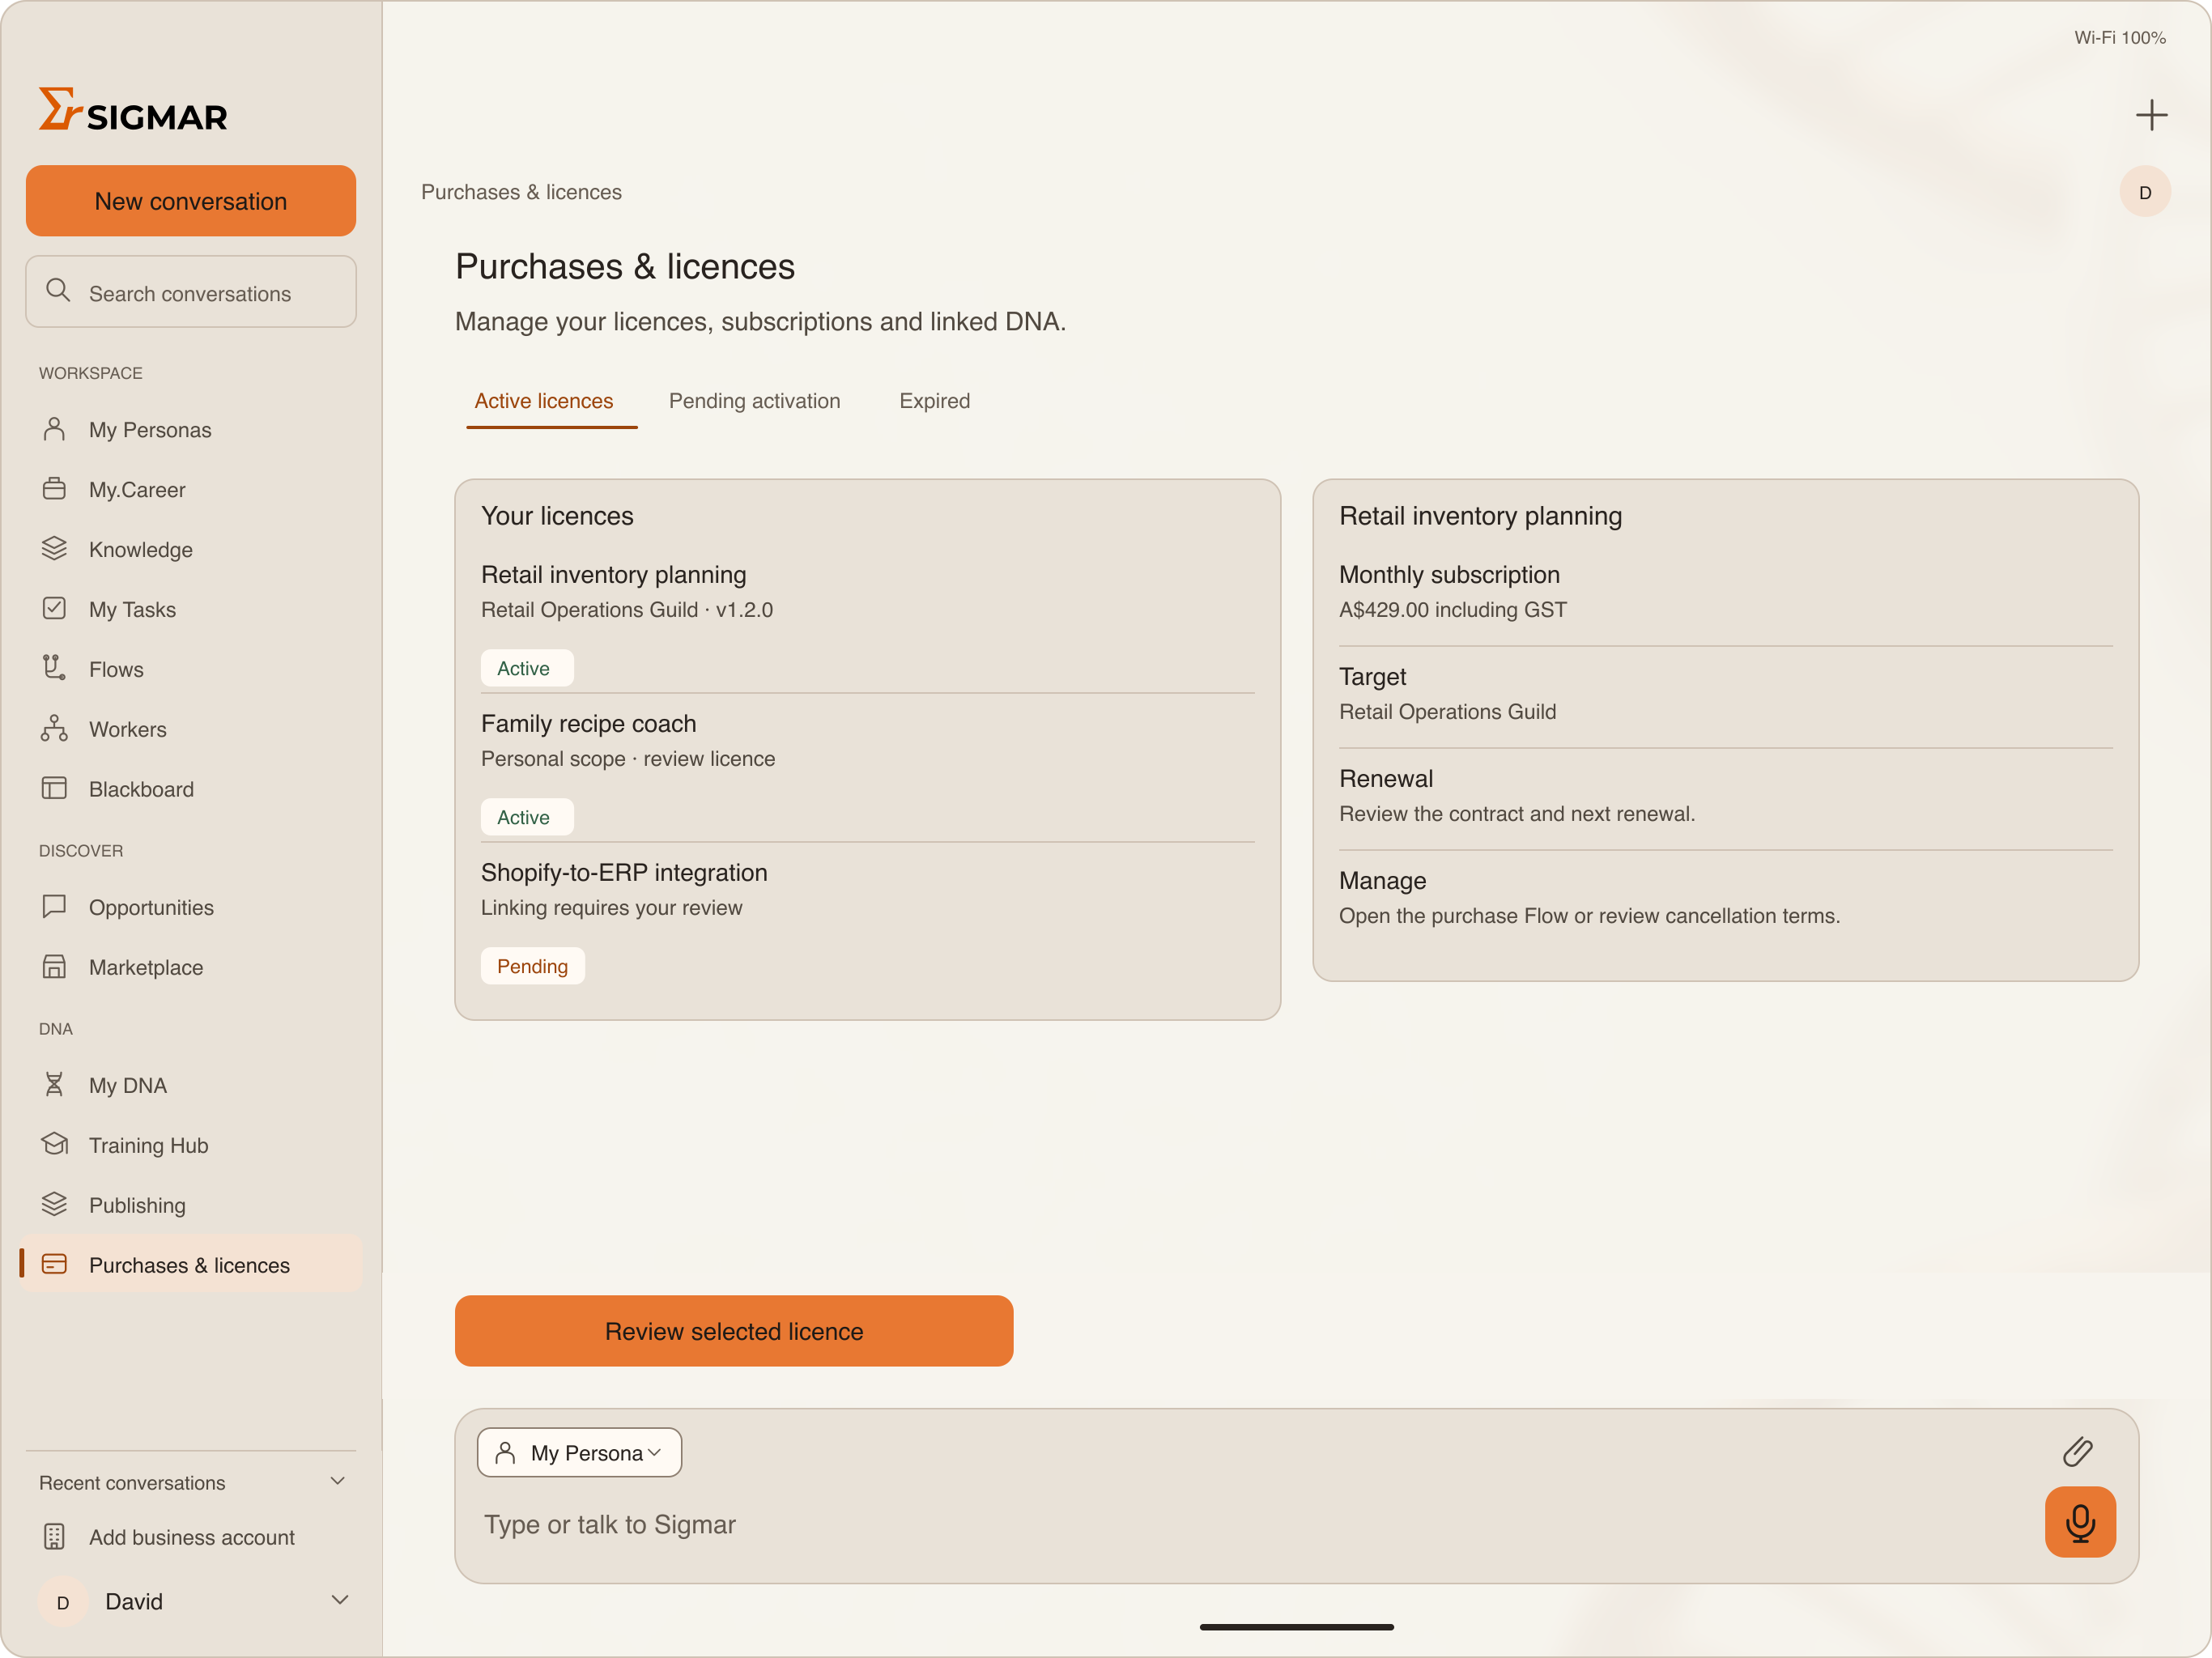 Wi-Fi 100%
Σr SIGMAR
New conversation
Search conversations
WORKSPACE
My Personas
My.Career
Knowledge
My Tasks
Flows
Workers
Blackboard
DISCOVER
Opportunities
Marketplace
DNA
My DNA
Training Hub
Publishing
Purchases & licences
Recent conversations
Add business account
D
David
Purchases & licences
D
Purchases & licences
Manage your licences, subscriptions and linked DNA.
Active licences
Pending activation
Expired
Your licences
Retail inventory planning
Retail Operations Guild · v1.2.0
Active
Family recipe coach
Personal scope · review licence
Active
Shopify-to-ERP integration
Linking requires your review
Pending
Retail inventory planning
Monthly subscription
A$429.00 including GST
Target
Retail Operations Guild
Renewal
Review the contract and next renewal.
Manage
Open the purchase Flow or review cancellation terms.
Review selected licence
My Persona
Type or talk to Sigmar